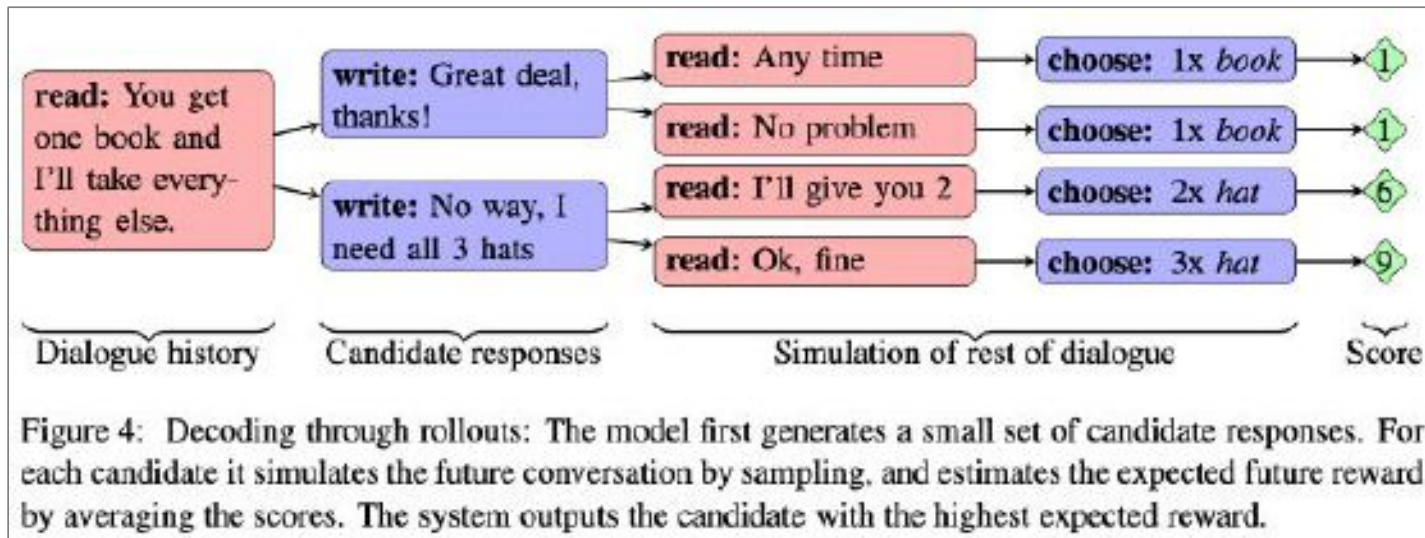 read: Any time
choose: 1x book
1
write: Great deal,
thanks!
read: You get
one book and
I'll take every-
thing else.
read: No problem
choose: 1x book
1
read: I'll give you 2
choose: 2x hat
6
write: No way, I
need all 3 hats
read: Ok, fine
choose: 3x hat
9
Dialogue history
Candidate responses
Simulation of rest of dialogue
Score
Figure 4: Decoding through rollouts: The model first generates a small set of candidate responses. For
each candidate it simulates the future conversation by sampling, and estimates the expected future reward
by averaging the scores. The system outputs the candidate with the highest expected reward.